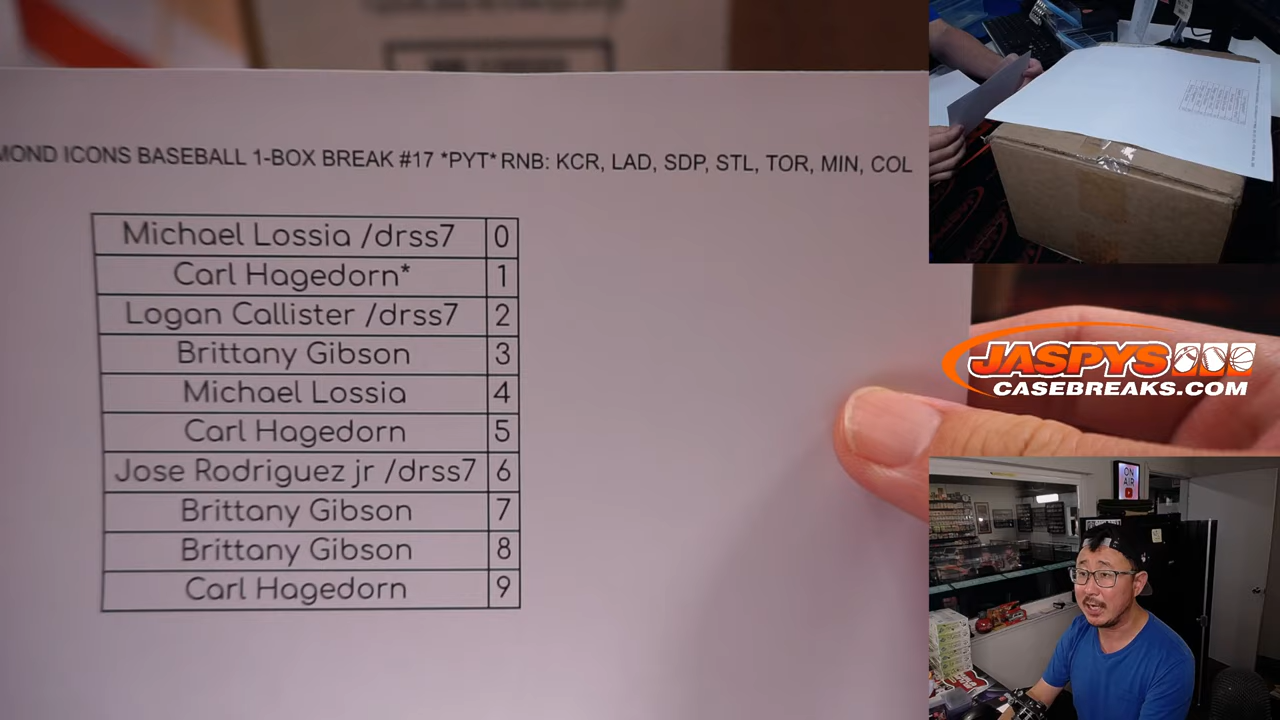 MOND ICONS BASEBALL 1-BOX BREAK #17 *PYT* RNB: KCR, LAD, SDP, STL, TOR, MIN, COL
Michael Lossia /drss7 0
Carl Hagedorn* 1
Logan Callister /drss7 2
Brittany Gibson 3
Michael Lossia 4
Carl Hagedorn 5
Jose Rodriguez jr /drss7 6
Brittany Gibson 7
Brittany Gibson 8
Carl Hagedorn 9
JASPYS
CASEBREAKS.COM
ON
AIR